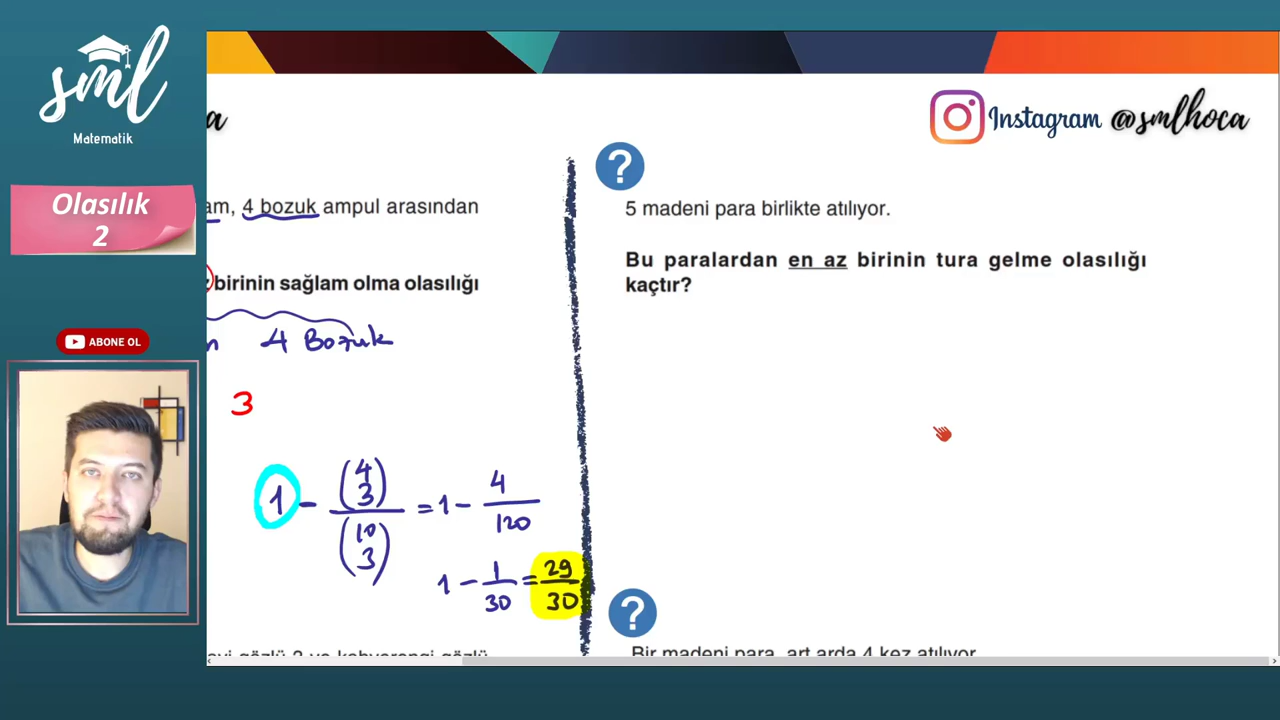 sml
Matematik
Olasılık
2
ABONE OL
a
am, 4 bozuk ampul arasından
birinin sağlam olma olasılığı
n 4 Bozuk
3
1 - (4 3) / (10 3) = 1 - 4/120
1 - 1/30 = 29/30
Instagram @smlhoca
?
5 madeni para birlikte atılıyor.
Bu paralardan en az birinin tura gelme olasılığı
kaçtır?
?
Bir madeni para, art arda 4 kez atılıyor